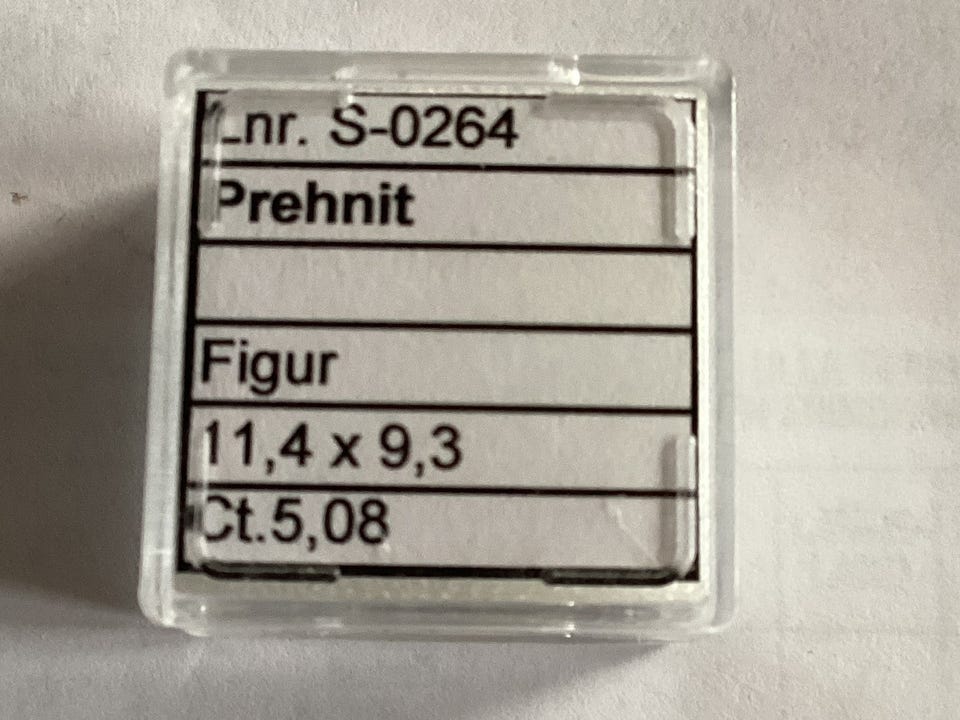 Lnr. S-0264
Prehnit
Figur
11,4 x 9,3
Ct.5,08